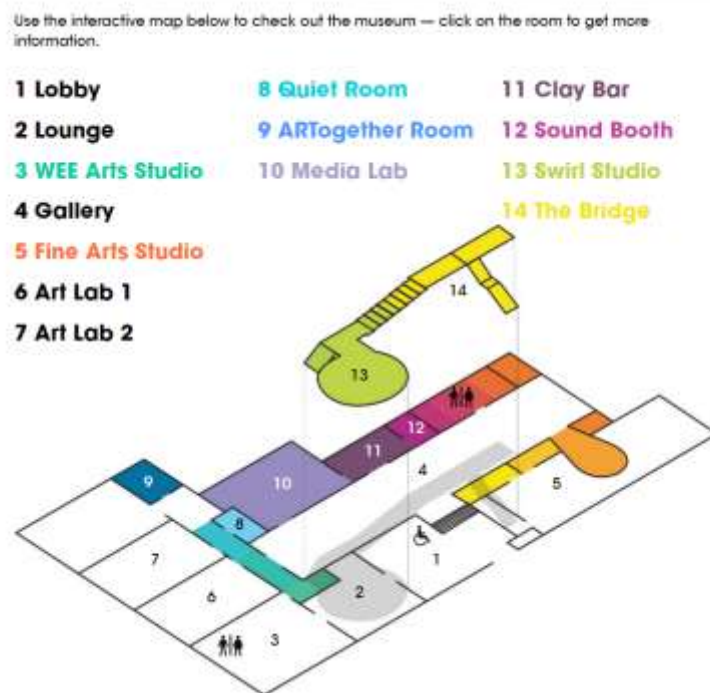 Use the interactive map below to check out the museum — click on the room to get more
information.
1 Lobby
2 Lounge
3 WEE Arts Studio
4 Gallery
5 Fine Arts Studio
6 Art Lab 1
7 Art Lab 2
8 Quiet Room
9 ARTogether Room
10 Media Lab
11 Clay Bar
12 Sound Booth
13 Swirl Studio
14 The Bridge
14
13
12
11
4
10
9
5
8
7
1
6
2
3